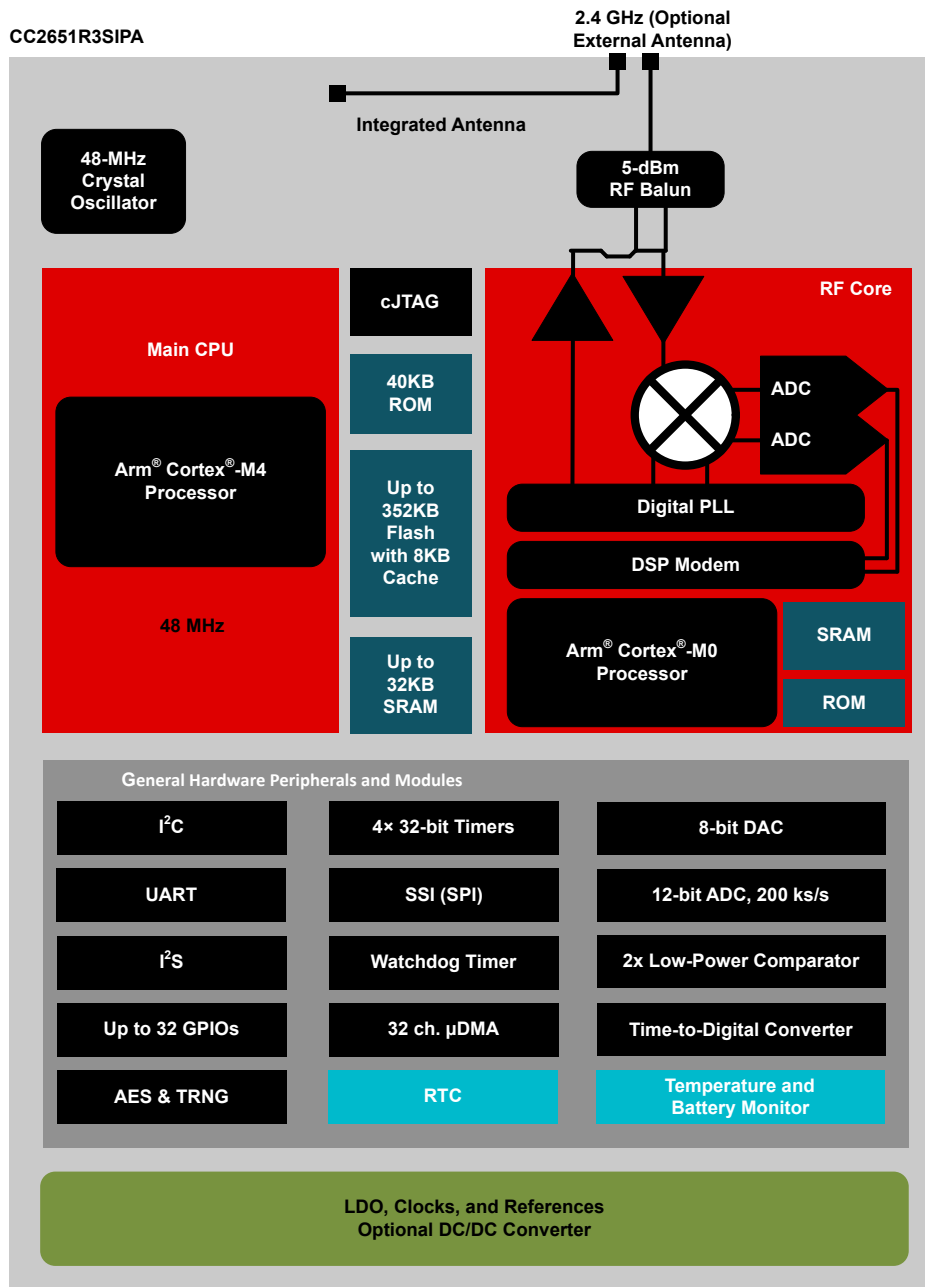 CC2651R3SIPA
2.4 GHz (Optional
External Antenna)
Integrated Antenna
48-MHz
Crystal
Oscillator
5-dBm
RF Balun
Main CPU
Arm® Cortex®-M4
Processor
48 MHz
cJTAG
40KB
ROM
Up to
352KB
Flash
with 8KB
Cache
Up to
32KB
SRAM
RF Core
ADC
ADC
Digital PLL
DSP Modem
Arm® Cortex®-M0
Processor
SRAM
ROM
General Hardware Peripherals and Modules
I²C
4× 32-bit Timers
8-bit DAC
UART
SSI (SPI)
12-bit ADC, 200 ks/s
I²S
Watchdog Timer
2x Low-Power Comparator
Up to 32 GPIOs
32 ch. µDMA
Time-to-Digital Converter
AES & TRNG
RTC
Temperature and
Battery Monitor
LDO, Clocks, and References
Optional DC/DC Converter